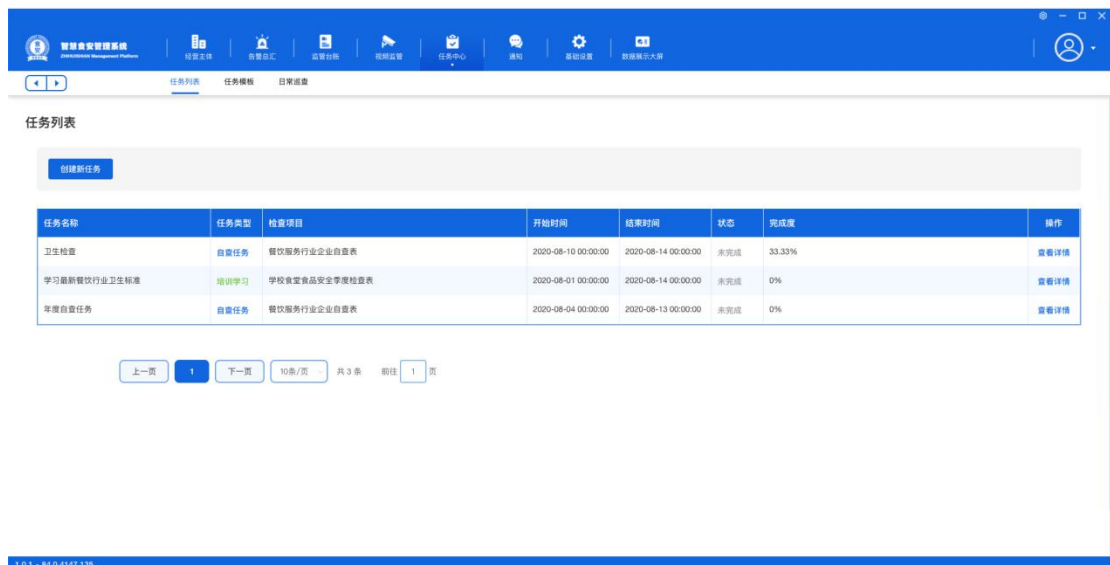 智慧食安管理系统
ZHIHUISHIAN Management Platform
经营主体
告警总汇
监管台账
视频监管
任务中心
通知
基础设置
数据展示大屏
任务列表 任务模板 日常巡查
任务列表
创建新任务
任务名称 任务类型 检查项目 开始时间 结束时间 状态 完成度 操作
卫生检查 自查任务 餐饮服务行业企业自查表 2020-08-10 00:00:00 2020-08-14 00:00:00 未完成 33.33% 查看详情
学习最新餐饮行业卫生标准 培训学习 学校食堂食品安全季度检查表 2020-08-01 00:00:00 2020-08-14 00:00:00 未完成 0% 查看详情
年度自查任务 自查任务 餐饮服务行业企业自查表 2020-08-04 00:00:00 2020-08-13 00:00:00 未完成 0% 查看详情
上一页 1 下一页 10条/页 共 3 条 前往 1 页
1.0.1 - 84.0.4147.125